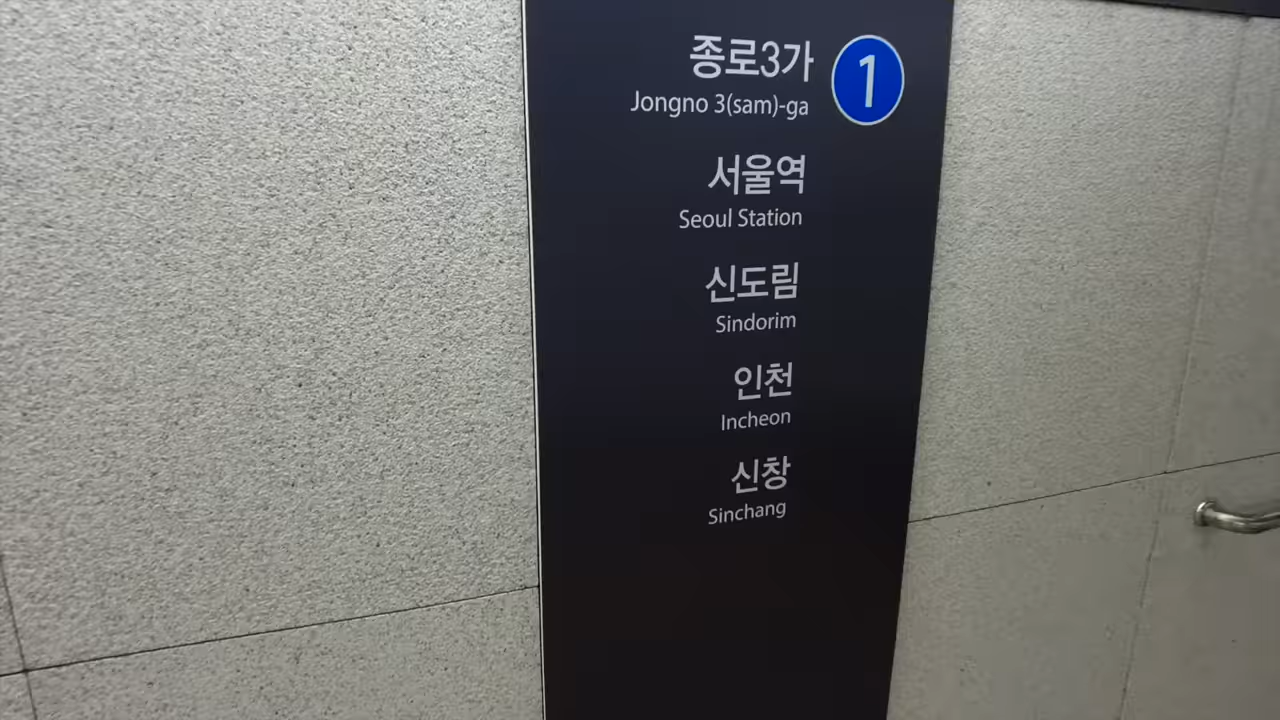 종로3가 1
Jongno 3(sam)-ga
서울역
Seoul Station
신도림
Sindorim
인천
Incheon
신창
Sinchang